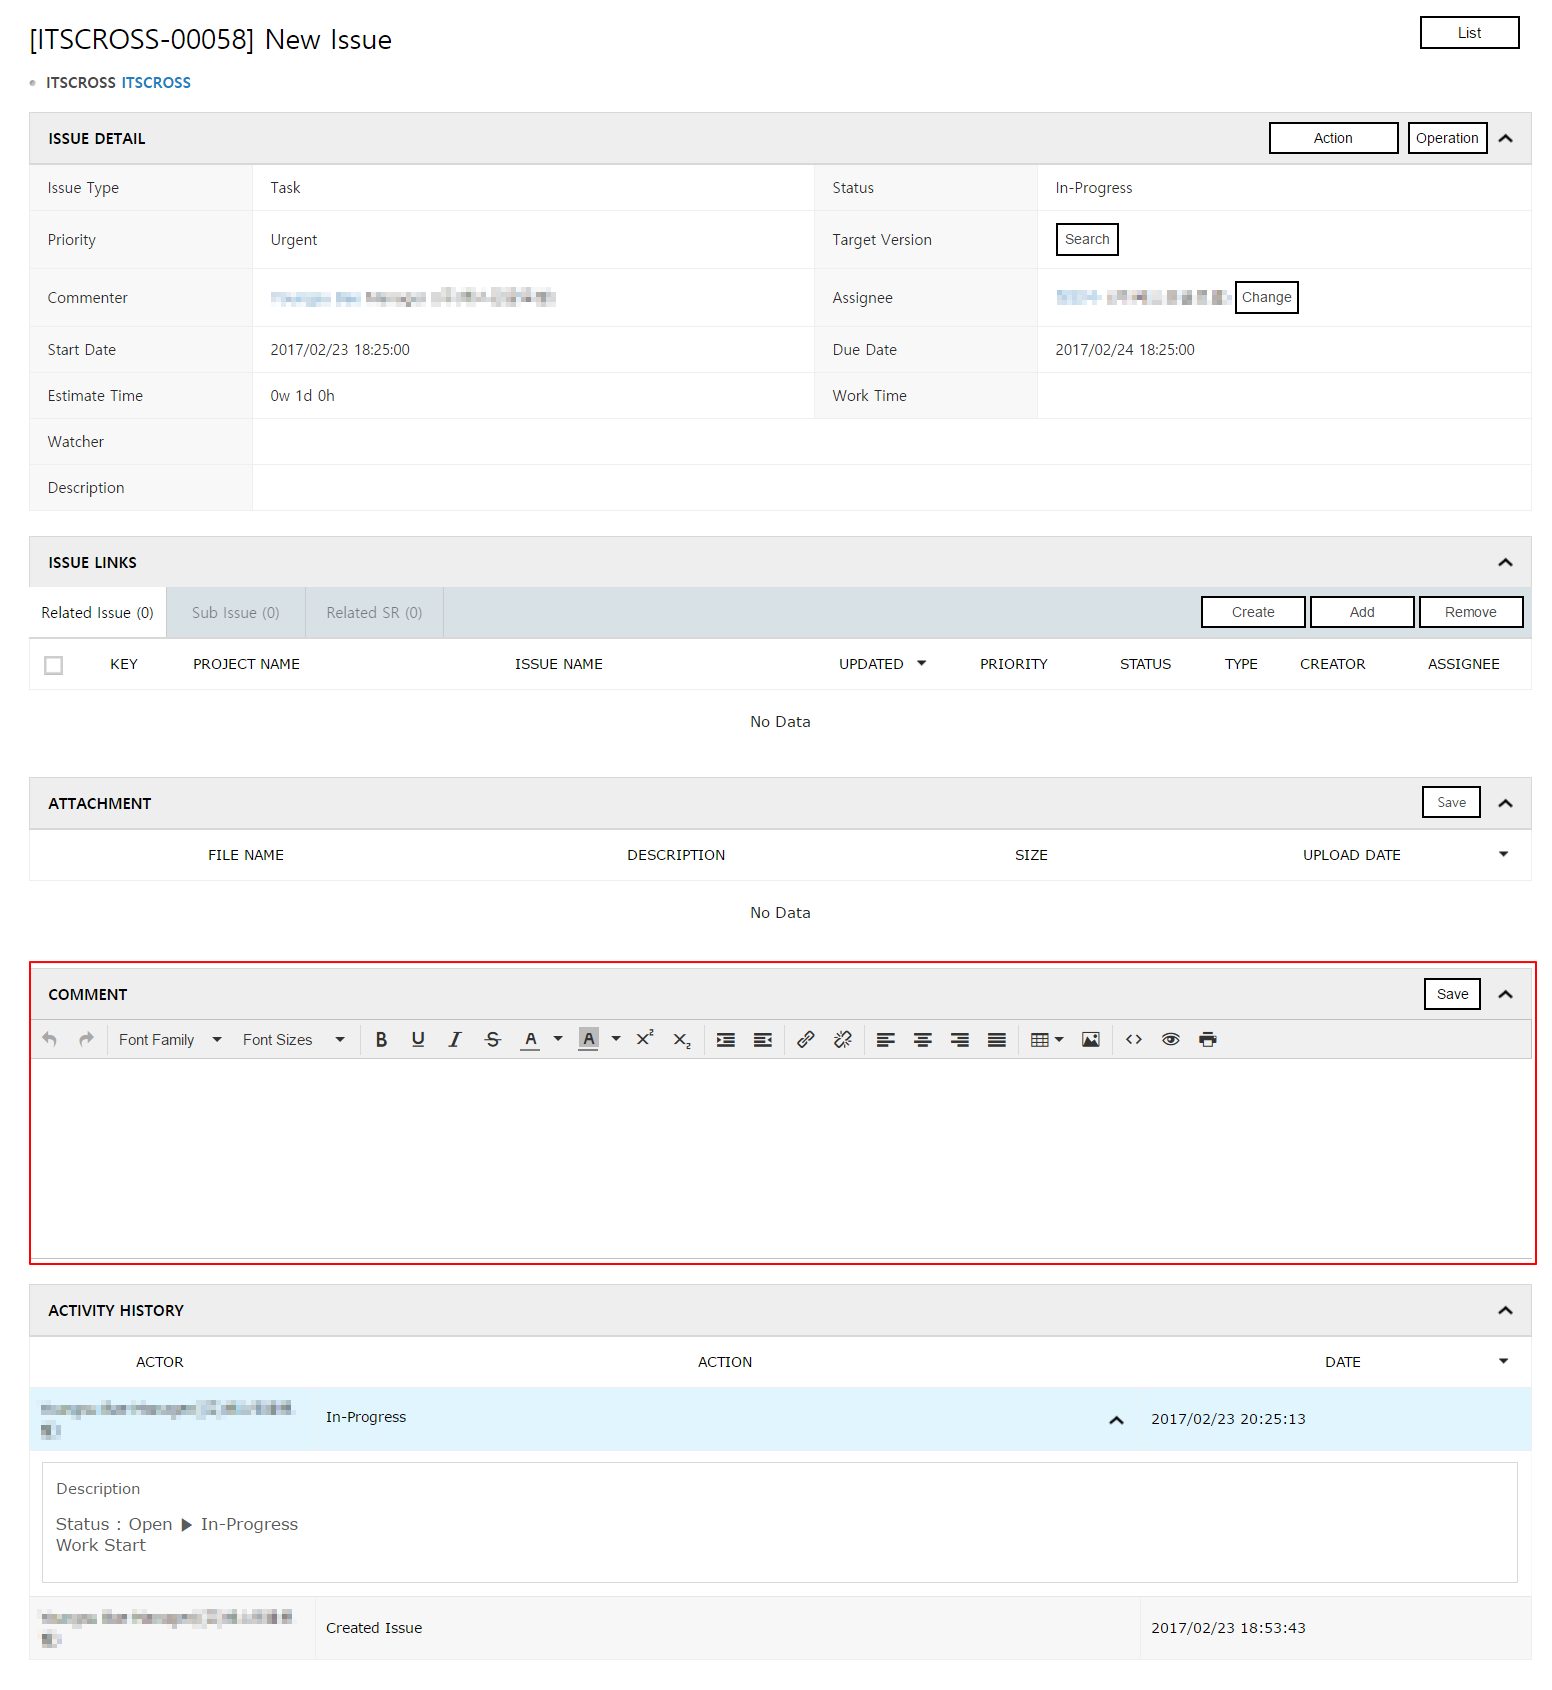 [ITSCROSS-00058] New Issue
List
ITSCROSS ITSCROSS
ISSUE DETAIL
Action
Operation
Issue Type
Task
Status
In-Progress
Priority
Urgent
Target Version
Search
Commenter
Assignee
Change
Start Date
2017/02/23 18:25:00
Due Date
2017/02/24 18:25:00
Estimate Time
0w 1d 0h
Work Time
Watcher
Description
ISSUE LINKS
Related Issue (0)
Sub Issue (0)
Related SR (0)
Create
Add
Remove
KEY
PROJECT NAME
ISSUE NAME
UPDATED
PRIORITY
STATUS
TYPE
CREATOR
ASSIGNEE
No Data
ATTACHMENT
Save
FILE NAME
DESCRIPTION
SIZE
UPLOAD DATE
No Data
COMMENT
Save
Font Family
Font Sizes
ACTIVITY HISTORY
ACTOR
ACTION
DATE
In-Progress
2017/02/23 20:25:13
Description
Status : Open ▶ In-Progress
Work Start
Created Issue
2017/02/23 18:53:43